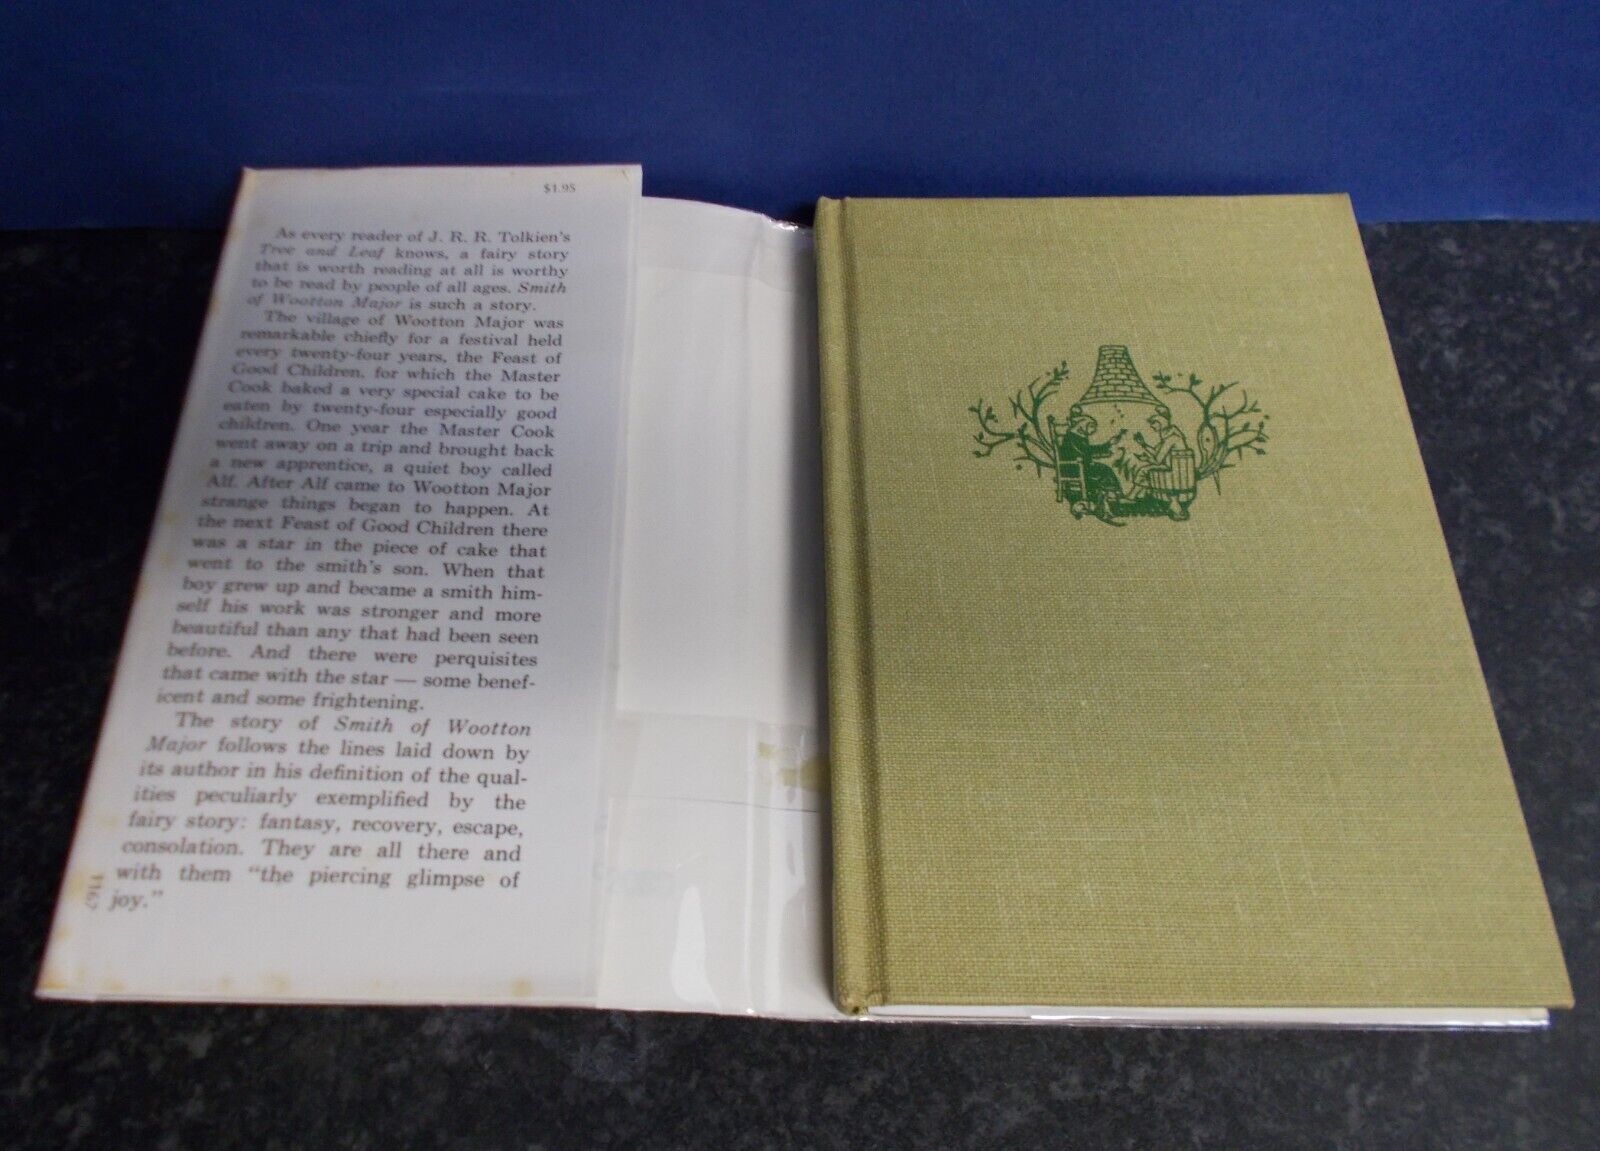 $1.95
As every reader of J. R. R. Tolkien's
Tree and Leaf knows, a fairy story
that is worth reading at all is worthy
to be read by people of all ages. Smith
of Wootton Major is such a story.
The village of Wootton Major was
remarkable chiefly for a festival held
every twenty-four years, the Feast of
Good Children, for which the Master
Cook baked a very special cake to be
eaten by twenty-four especially good
children. One year the Master Cook
went away on a trip and brought back
a new apprentice, a quiet boy called
Alf. After Alf came to Wootton Major
strange things began to happen. At
the next Feast of Good Children there
was a star in the piece of cake that
went to the smith's son. When that
boy grew up and became a smith him-
self his work was stronger and more
beautiful than any that had been seen
before. And there were perquisites
that came with the star — some benef-
icent and some frightening.
The story of Smith of Wootton
Major follows the lines laid down by
its author in his definition of the qual-
ities peculiarly exemplified by the
fairy story: fantasy, recovery, escape,
consolation. They are all there and
with them "the piercing glimpse of
joy."
1167